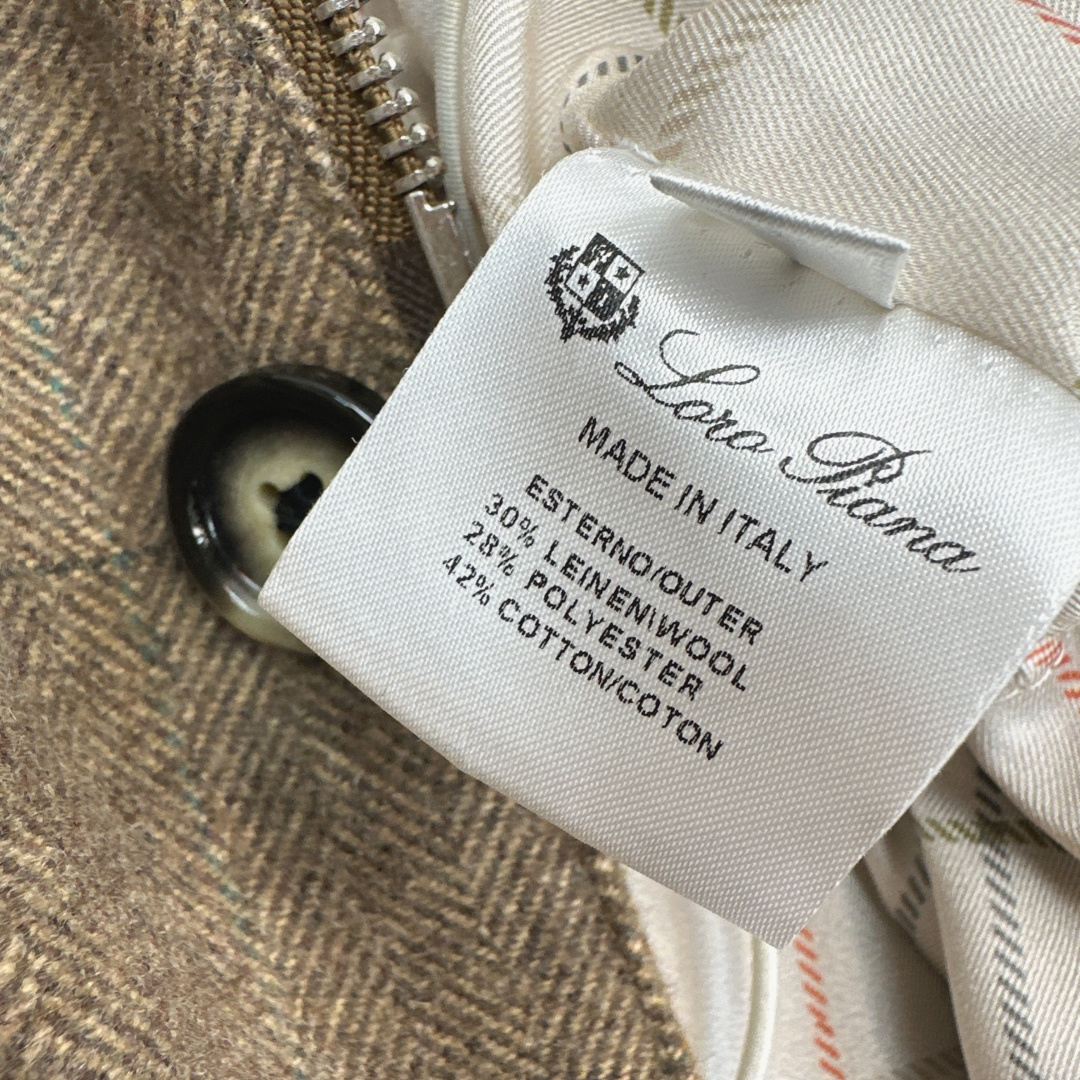 Loro Piana
MADE IN ITALY
ESTERNO/OUTER
30% LEINEN\WOOL
28% POLYESTER
42% COTTON/COTON